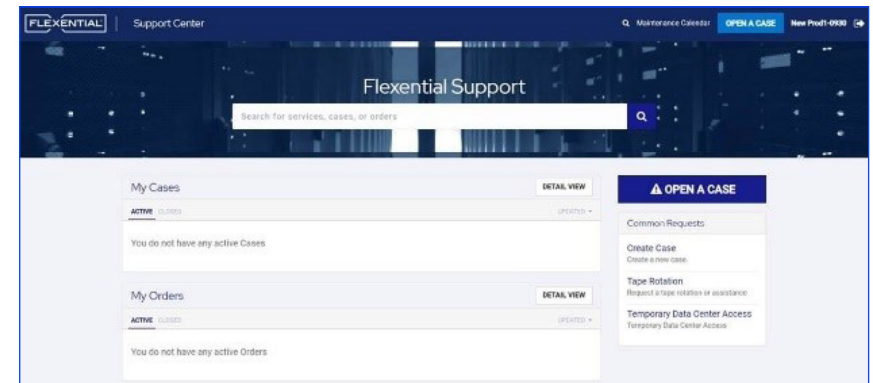 FLEXENTIAL Support Center Maintenance Calendar OPEN A CASE New Prod1-0930
Flexential Support
Search for services, cases, or orders
My Cases DETAIL VIEW
ACTIVE CLOSED UPDATED
You do not have any active Cases
My Orders DETAIL VIEW
ACTIVE CLOSED UPDATED
You do not have any active Orders
OPEN A CASE
Common Requests
Create Case
Create a new case.
Tape Rotation
Request a tape rotation or assistance
Temporary Data Center Access
Temporary Data Center Access